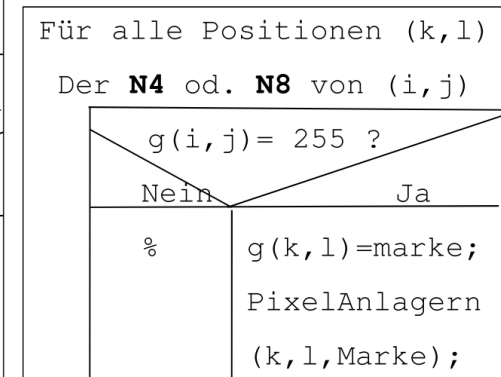 Für alle Positionen (k,l)
Der N4 od. N8 von (i,j)
g(i,j)= 255 ?
Nein Ja
% g(k,l)=marke;
PixelAnlagern
(k,l,Marke);